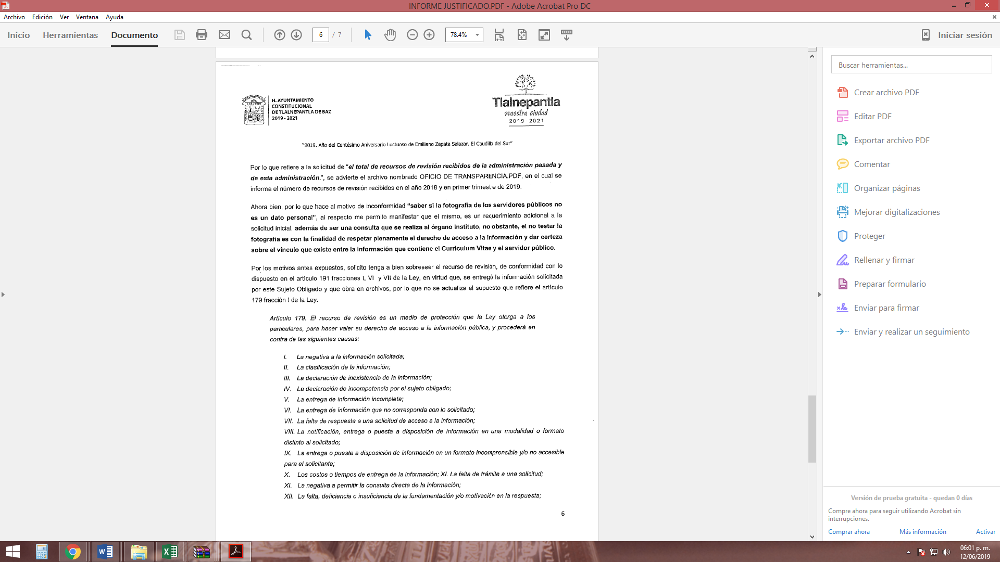 INFORME JUSTIFICADO.PDF - Adobe Acrobat Pro DC
Archivo Edición Ver Ventana Ayuda
Inicio Herramientas Documento 6 / 7 78.4% Iniciar sesión
H. AYUNTAMIENTO
CONSTITUCIONAL
DE TLALNEPANTLA DE BAZ
2019 - 2021
Tlalnepantla
nuestra ciudad
2019 - 2021
"2019. Año del Centésimo Aniversario Luctuoso de Emiliano Zapata Salazar. El Caudillo del Sur"
Por lo que refiere a la solicitud de "el total de recursos de revisión recibidos de la administración pasada y
de esta administración.", se advierte el archivo nombrado OFICIO DE TRANSPARENCIA.PDF, en el cual se
informa el número de recursos de revisión recibidos en el año 2018 y en primer trimestre de 2019.
Ahora bien, por lo que hace al motivo de inconformidad "saber si la fotografía de los servidores públicos no
es un dato personal", al respecto me permito manifestar que el mismo, es un recuerimiento adicional a la
solicitud inicial, además de ser una consulta que se realiza al órgano Instituto, no obstante, el no testar la
fotografía es con la finalidad de respetar plenamente el derecho de acceso a la información y dar certeza
sobre el vínculo que existe entre la información que contiene el Curriculum Vitae y el servidor público.
Por los motivos antes expuestos, solicito tenga a bien sobreseer el recurso de revisión, de conformidad con lo
dispuesto en el artículo 191 fracciones I, VI y VII de la Ley, en virtud que, se entregó la información solicitada
por este Sujeto Obligado y que obra en archivos, por lo que no se actualiza el supuesto que refiere el artículo
179 fracción I de la Ley.
Artículo 179. El recurso de revisión es un medio de protección que la Ley otorga a los
particulares, para hacer valer su derecho de acceso a la información pública, y procederá en
contra de las siguientes causas:
I. La negativa a la información solicitada;
II. La clasificación de la información;
III. La declaración de inexistencia de la información;
IV. La declaración de incompetencia por el sujeto obligado;
V. La entrega de información incompleta;
VI. La entrega de información que no corresponda con lo solicitado;
VII. La falta de respuesta a una solicitud de acceso a la información;
VIII. La notificación, entrega o puesta a disposición de información en una modalidad o formato
distinto al solicitado;
IX. La entrega o puesta a disposición de información en un formato incomprensible y/o no accesible
para el solicitante;
X. Los costos o tiempos de entrega de la información; XI. La falta de trámite a una solicitud;
XI. La negativa a permitir la consulta directa de la información;
XII. La falta, deficiencia o insuficiencia de la fundamentación y/o motivación en la respuesta;
6
Buscar herramientas...
Crear archivo PDF
Editar PDF
Exportar archivo PDF
Comentar
Organizar páginas
Mejorar digitalizaciones
Proteger
Rellenar y firmar
Preparar formulario
Enviar para firmar
Enviar y realizar un seguimiento
Versión de prueba gratuita - quedan 0 días
Compre ahora para seguir utilizando Acrobat sin
interrupciones.
Comprar ahora Más información Activar
06:01 p. m.
12/06/2019